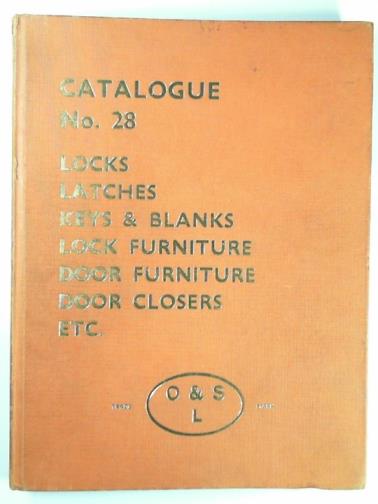 CATALOGUE
No. 28
LOCKS
LATCHES
KEYS & BLANKS
LOCK FURNITURE
DOOR FURNITURE
DOOR CLOSERS
ETC.
O & S
L